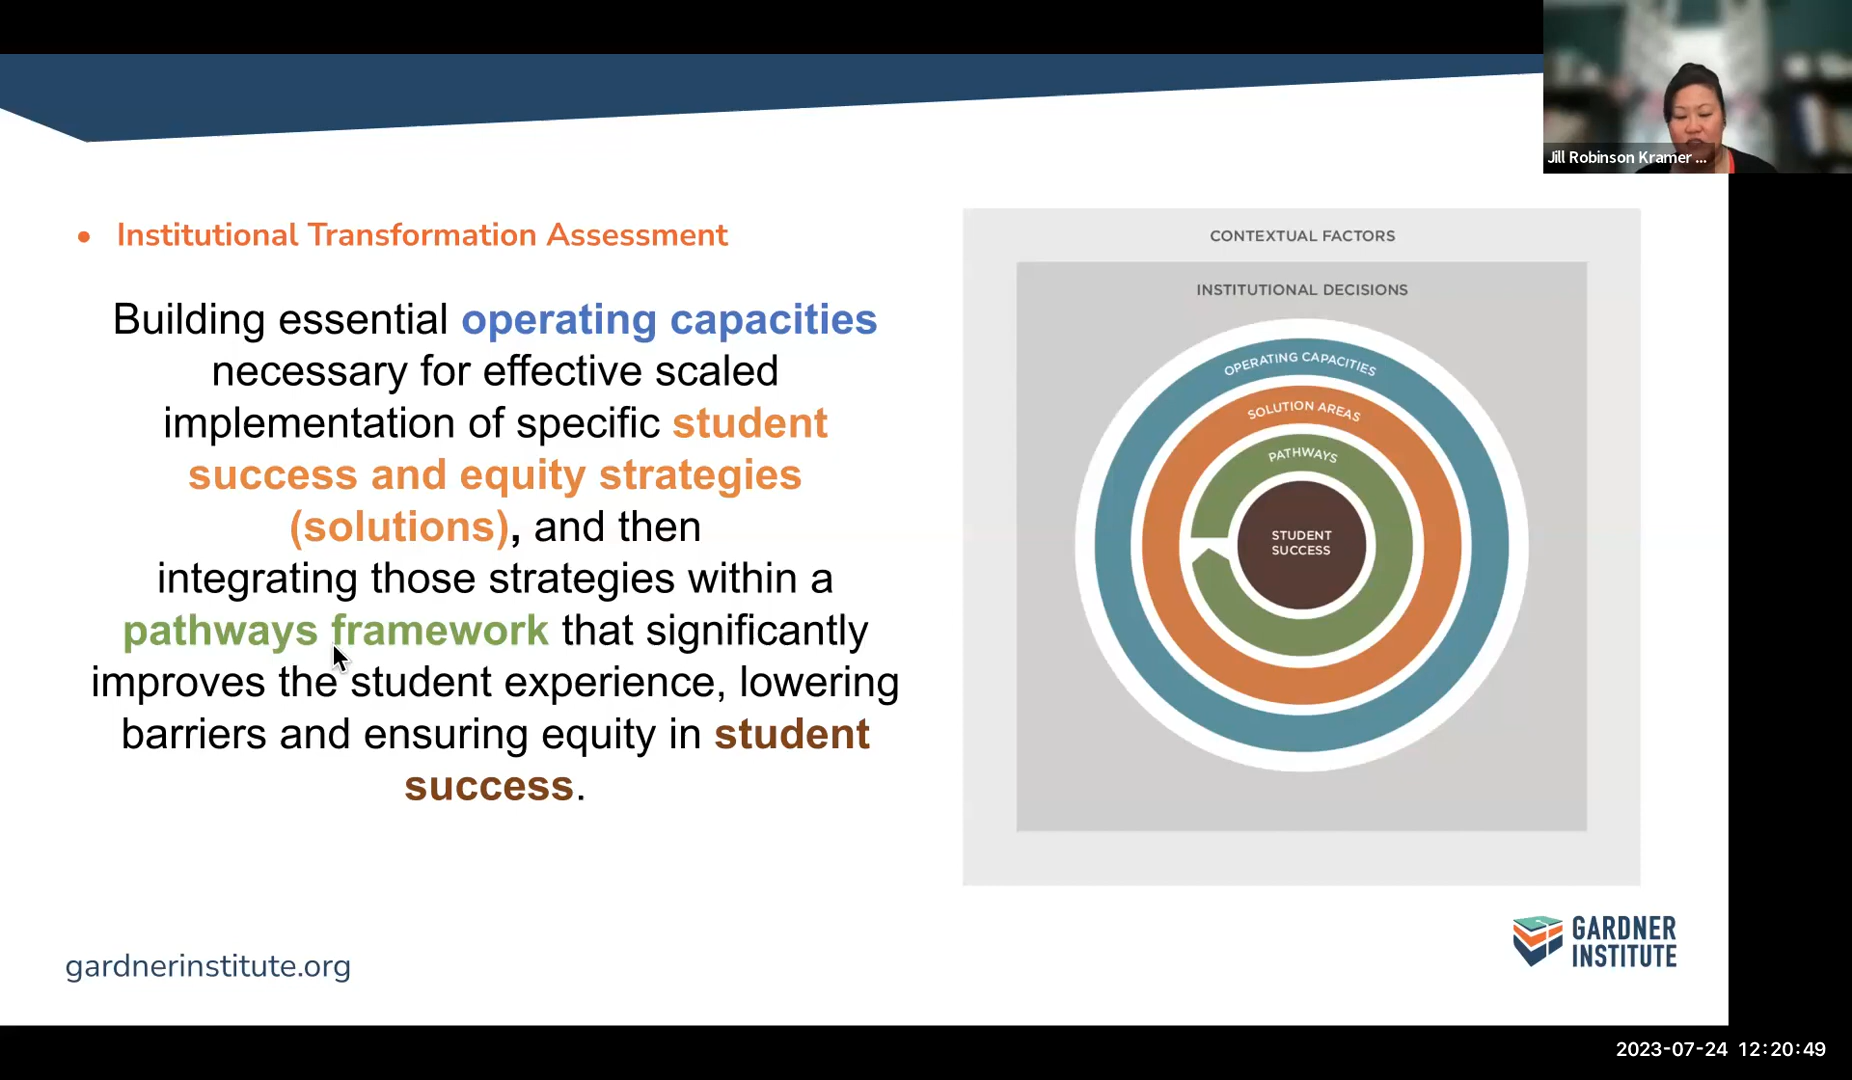 Jill Robinson Kramer ...
• Institutional Transformation Assessment
Building essential operating capacities
necessary for effective scaled
implementation of specific student
success and equity strategies
(solutions), and then
integrating those strategies within a
pathways framework that significantly
improves the student experience, lowering
barriers and ensuring equity in student
success.
CONTEXTUAL FACTORS
INSTITUTIONAL DECISIONS
OPERATING CAPACITIES
SOLUTION AREAS
PATHWAYS
STUDENT
SUCCESS
gardnerinstitute.org
GARDNER
INSTITUTE
2023-07-24 12:20:49